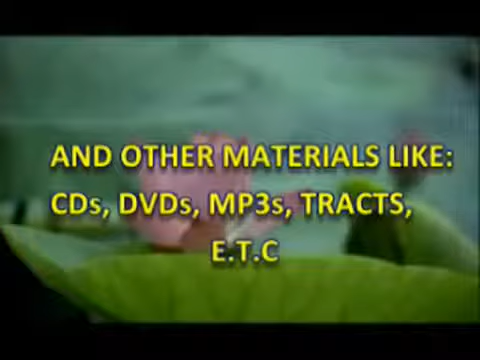 AND OTHER MATERIALS LIKE:
CDs, DVDs, MP3s, TRACTS,
E.T.C